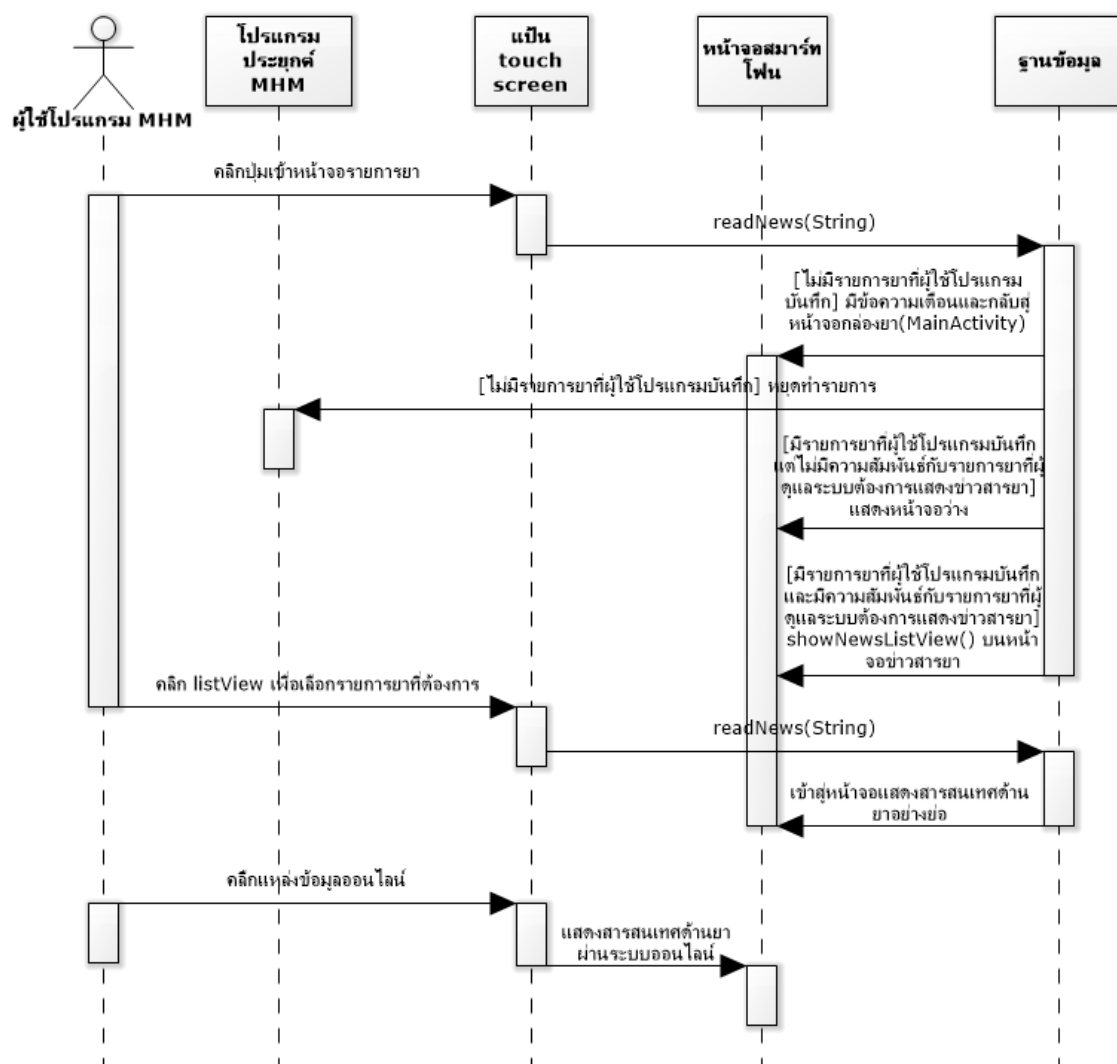 โปรแกรม
ประยุกต์
MHM
แป้น
touch
screen
หน้าจอสมาร์ท
โฟน
ฐานข้อมูล
ผู้ใช้โปรแกรม MHM
คลิกปุ่มเข้าหน้าจอรายการยา
readNews(String)
[ไม่มีรายการยาที่ผู้ใช้โปรแกรม
บันทึก] มีข้อความเตือนและกลับสู่
หน้าจอกล่องยา(MainActivity)
[ไม่มีรายการยาที่ผู้ใช้โปรแกรมบันทึก] หยุดทำรายการ
[มีรายการยาที่ผู้ใช้โปรแกรมบันทึก
แต่ไม่มีความสัมพันธ์กับรายการยาที่ผู้
ดูแลระบบต้องการแสดงข่าวสารยา]
แสดงหน้าจอว่าง
[มีรายการยาที่ผู้ใช้โปรแกรมบันทึก
และมีความสัมพันธ์กับรายการยาที่ผู้
ดูแลระบบต้องการแสดงข่าวสารยา]
showNewsListView() บนหน้า
จอข่าวสารยา
คลิก listView เพื่อเลือกรายการยาที่ต้องการ
readNews(String)
เข้าสู่หน้าจอแสดงสารสนเทศด้าน
ยาอย่างย่อ
คลิกแหล่งข้อมูลออนไลน์
แสดงสารสนเทศด้านยา
ผ่านระบบออนไลน์